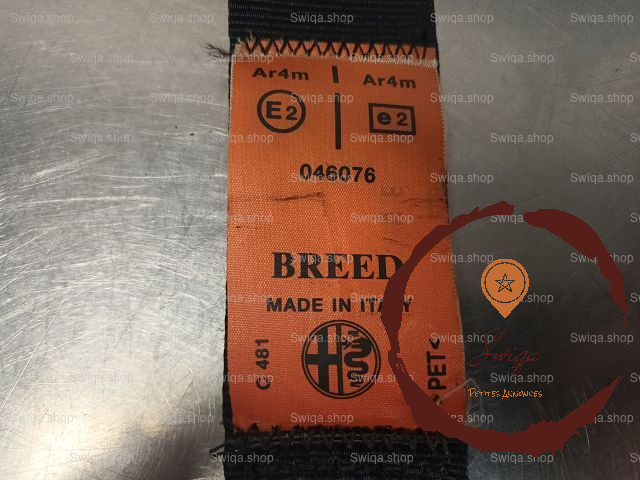 Ar4m Ar4m
E2 e2
046076
BREED
MADE IN ITALY
C 481
PET<
Swiqa
PETITES ANNONCES
Swiqa.shop